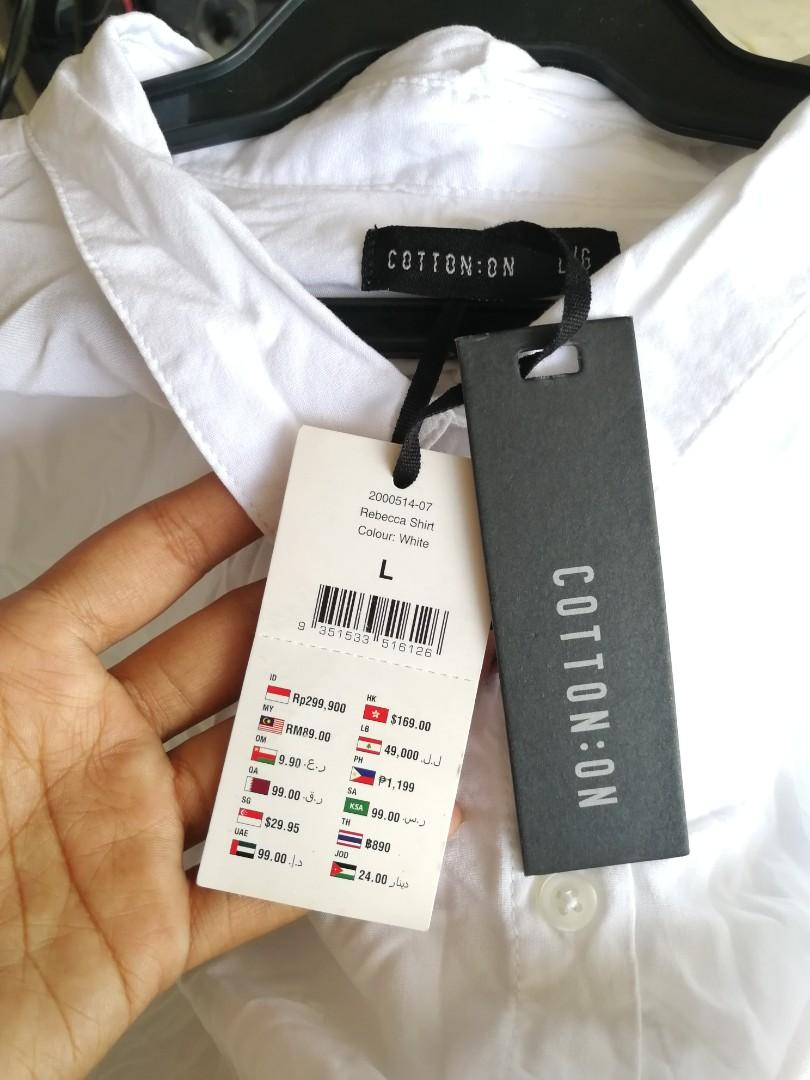 COTTON:ON L/G
2000514-07
Rebecca Shirt
Colour: White
L
9 351533 516126
ID
Rp299,900
MY
RM89.00
OM
9.90 ر.ع.
QA
99.00 ر.ق.
SG
$29.95
UAE
99.00 د.إ.
HK
$169.00
LB
49,000 ل.ل.
PH
₱1,199
SA
KSA 99.00 ر.س.
TH
฿890
JOD
24.00 دينار
COTTON:ON